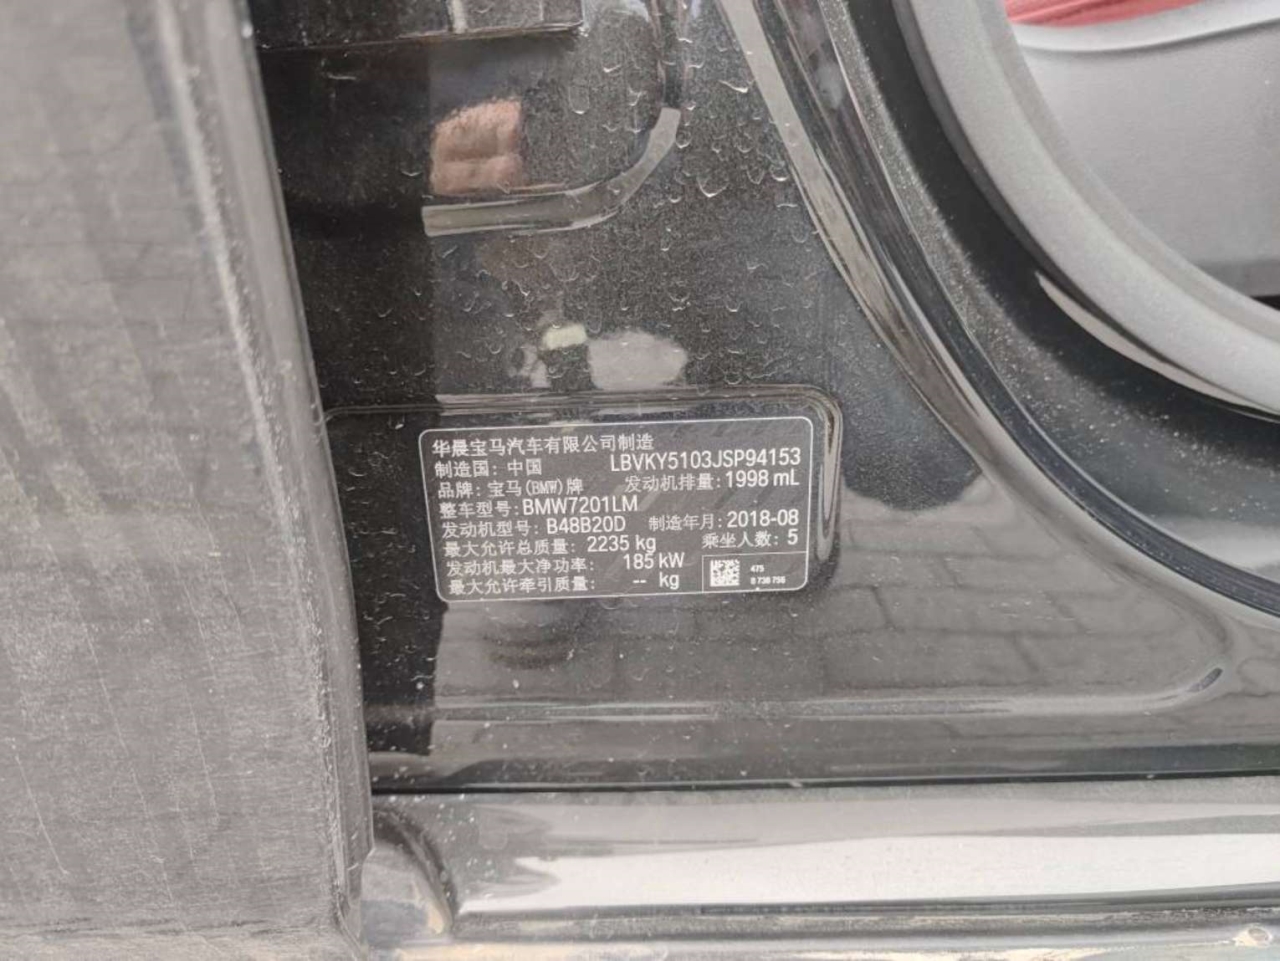 华晨宝马汽车有限公司制造
制造国: 中国 LBVKY5103JSP94153
品牌: 宝马(BMW)牌 发动机排量: 1998 mL
整车型号: BMW7201LM
发动机型号: B48B20D 制造年月: 2018-08
最大允许总质量: 2235 kg 乘坐人数: 5
发动机最大净功率: 185 kW
最大允许牵引质量: -- kg
475